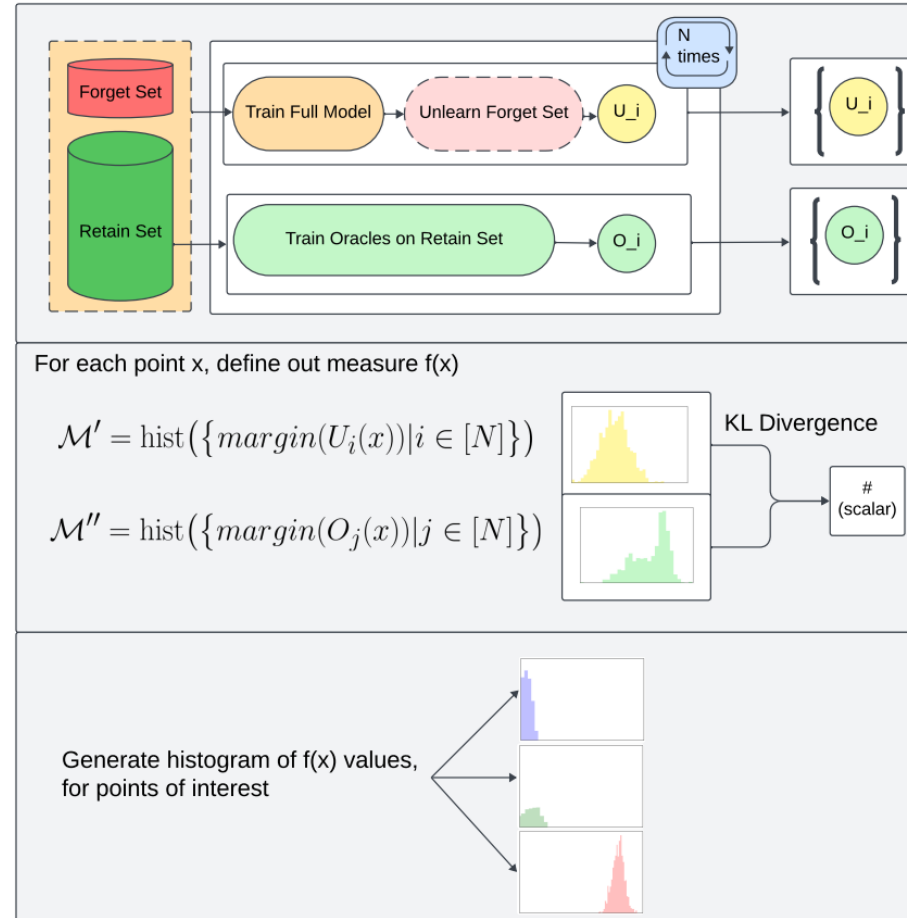 N
times
Forget Set
Train Full Model
Unlearn Forget Set
U_i
{ U_i }
Retain Set
Train Oracles on Retain Set
O_i
{ O_i }
For each point x, define out measure f(x)
KL Divergence
ℳ′ = hist({margin(U_i(x))|i ∈ [N]})
#
(scalar)
ℳ′′ = hist({margin(O_j(x))|j ∈ [N]})
Generate histogram of f(x) values,
for points of interest